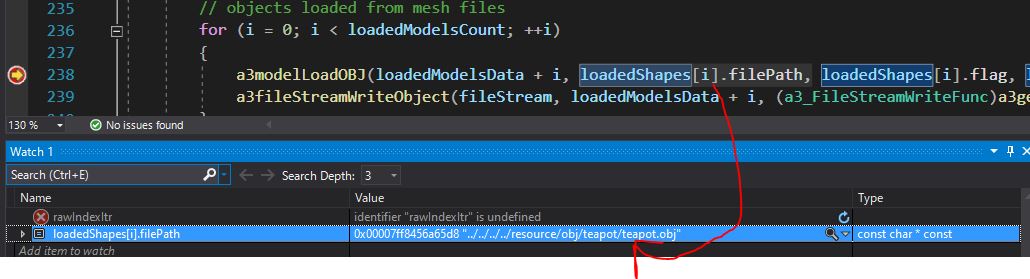 235 // objects loaded from mesh files
236 for (i = 0; i < loadedModelsCount; ++i)
237 {
238 a3modelLoadOBJ(loadedModelsData + i, loadedShapes[i].filePath, loadedShapes[i].flag,
239 a3fileStreamWriteObject(fileStream, loadedModelsData + i, (a3_FileStreamWriteFunc)a3ge
130 % No issues found
Watch 1
Search (Ctrl+E) Search Depth: 3
Name Value Type
rawIndexItr identifier "rawIndexItr" is undefined
loadedShapes[i].filePath 0x00007ff8456a65d8 "../../../../resource/obj/teapot/teapot.obj" const char * const
Add item to watch